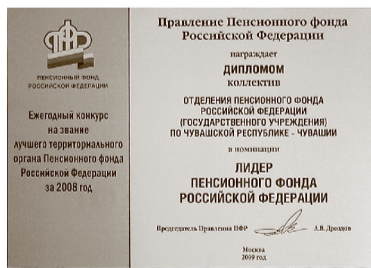 ПФР
ПЕНСИОННЫЙ ФОНД
РОССИЙСКОЙ ФЕДЕРАЦИИ
Ежегодный конкурс
на звание
лучшего территориального
органа Пенсионного фонда
Российской Федерации
за 2008 год
Правление Пенсионного фонда
Российской Федерации
награждает
ДИПЛОМОМ
коллектив
ОТДЕЛЕНИЯ ПЕНСИОННОГО ФОНДА
РОССИЙСКОЙ ФЕДЕРАЦИИ
(ГОСУДАРСТВЕННОГО УЧРЕЖДЕНИЯ)
ПО ЧУВАШСКОЙ РЕСПУБЛИКЕ - ЧУВАШИИ
в номинации
ЛИДЕР
ПЕНСИОННОГО ФОНДА
РОССИЙСКОЙ ФЕДЕРАЦИИ
Председатель Правления ПФР А.В. Дроздов
Москва
2009 год